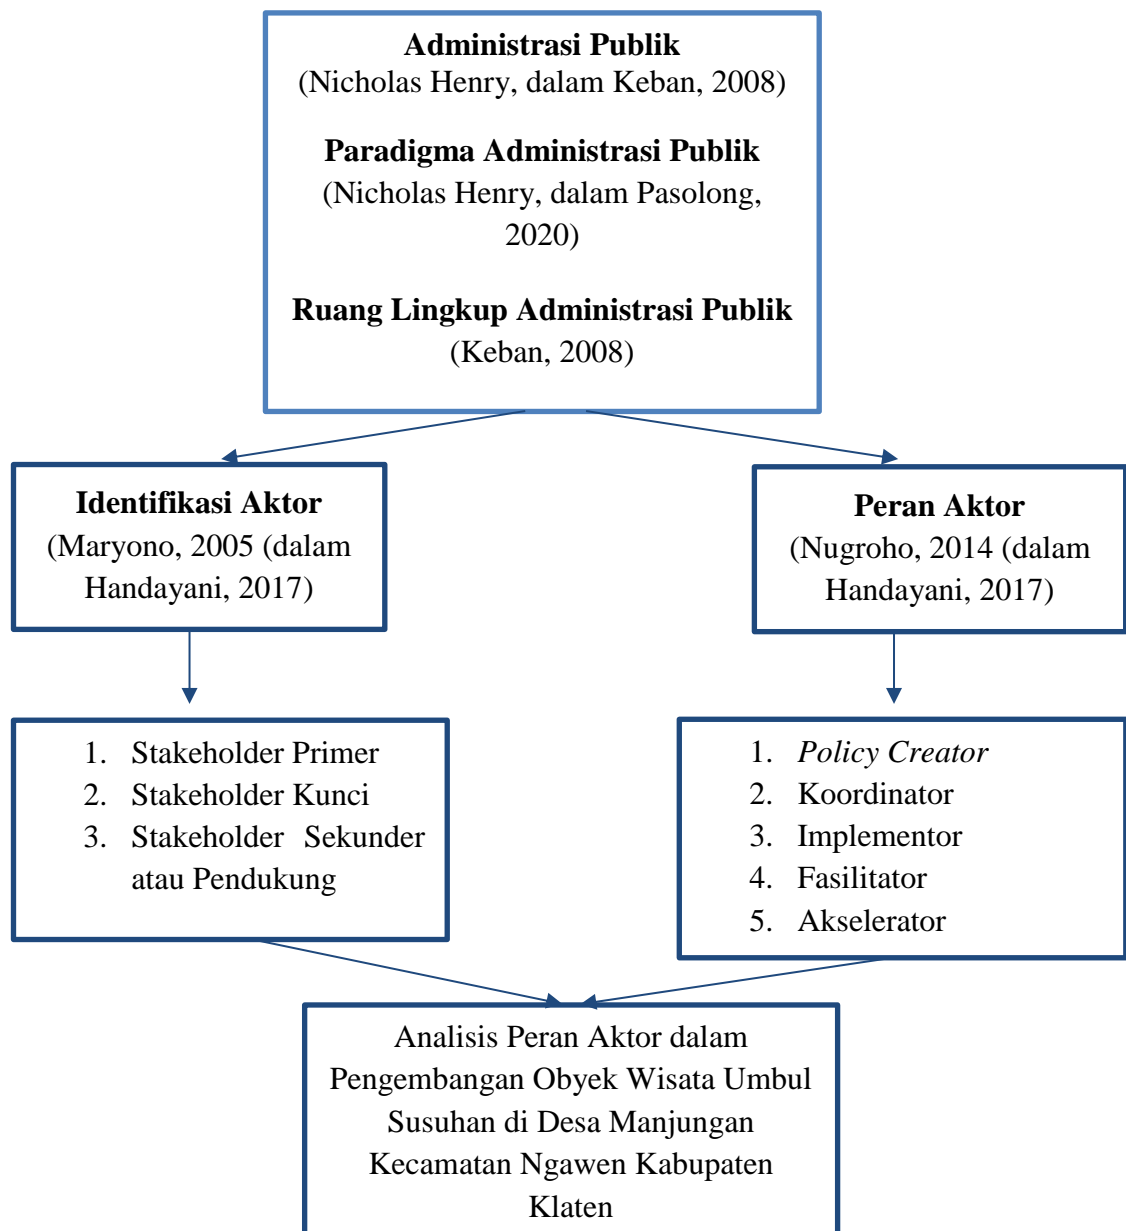 Administrasi Publik
(Nicholas Henry, dalam Keban, 2008)
Paradigma Administrasi Publik
(Nicholas Henry, dalam Pasolong,
2020)
Ruang Lingkup Administrasi Publik
(Keban, 2008)
Identifikasi Aktor
(Maryono, 2005 (dalam
Handayani, 2017)
Peran Aktor
(Nugroho, 2014 (dalam
Handayani, 2017)
1. Stakeholder Primer
2. Stakeholder Kunci
3. Stakeholder Sekunder
atau Pendukung
1. Policy Creator
2. Koordinator
3. Implementor
4. Fasilitator
5. Akselerator
Analisis Peran Aktor dalam
Pengembangan Obyek Wisata Umbul
Susuhan di Desa Manjungan
Kecamatan Ngawen Kabupaten
Klaten